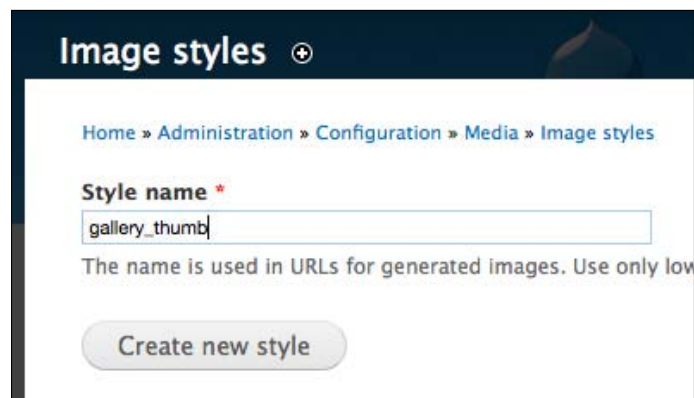 Image styles
Home » Administration » Configuration » Media » Image styles
Style name *
gallery_thumb
The name is used in URLs for generated images. Use only low
Create new style